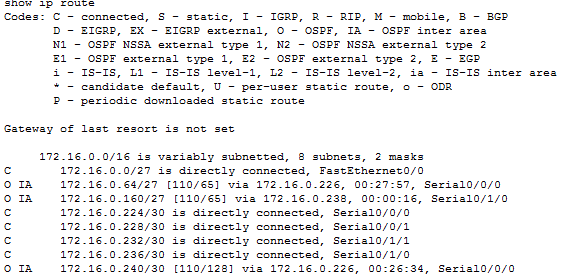 show ip route
Codes: C - connected, S - static, I - IGRP, R - RIP, M - mobile, B - BGP
D - EIGRP, EX - EIGRP external, O - OSPF, IA - OSPF inter area
N1 - OSPF NSSA external type 1, N2 - OSPF NSSA external type 2
E1 - OSPF external type 1, E2 - OSPF external type 2, E - EGP
i - IS-IS, L1 - IS-IS level-1, L2 - IS-IS level-2, ia - IS-IS inter area
* - candidate default, U - per-user static route, o - ODR
P - periodic downloaded static route
Gateway of last resort is not set
172.16.0.0/16 is variably subnetted, 8 subnets, 2 masks
C 172.16.0.0/27 is directly connected, FastEthernet0/0
O IA 172.16.0.64/27 [110/65] via 172.16.0.226, 00:27:57, Serial0/0/0
O IA 172.16.0.160/27 [110/65] via 172.16.0.238, 00:00:16, Serial0/1/0
C 172.16.0.224/30 is directly connected, Serial0/0/0
C 172.16.0.228/30 is directly connected, Serial0/0/1
C 172.16.0.232/30 is directly connected, Serial0/1/1
C 172.16.0.236/30 is directly connected, Serial0/1/0
O IA 172.16.0.240/30 [110/128] via 172.16.0.226, 00:26:34, Serial0/0/0